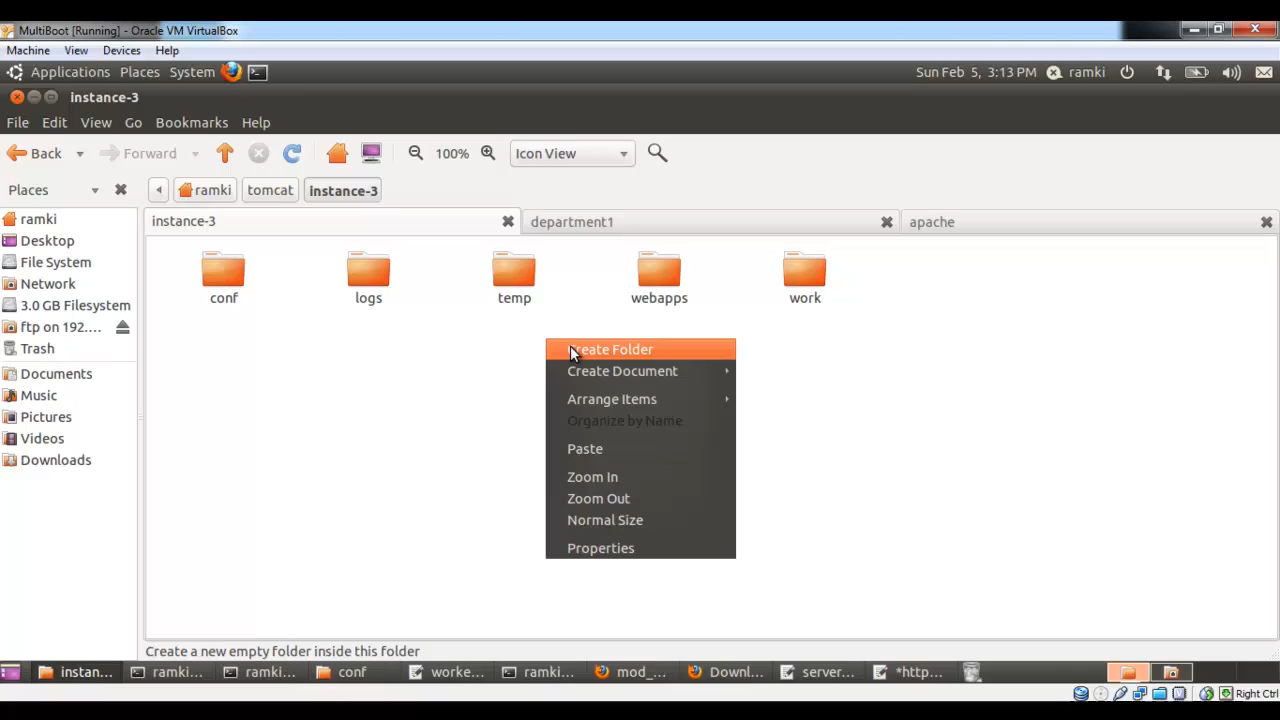 MultiBoot [Running] - Oracle VM VirtualBox
Machine View Devices Help
Applications Places System Sun Feb 5, 3:13 PM ramki
instance-3
File Edit View Go Bookmarks Help
Back Forward 100% Icon View
Places ramki tomcat instance-3
ramki
Desktop
File System
Network
3.0 GB Filesystem
ftp on 192....
Trash
Documents
Music
Pictures
Videos
Downloads
instance-3 department1 apache
conf logs temp webapps work
Create Folder
Create Document
Arrange Items
Organize by Name
Paste
Zoom In
Zoom Out
Normal Size
Properties
Create a new empty folder inside this folder
instan... ramki... ramki... conf worke... ramki... mod_... Downl... server... *http...
Right Ctrl